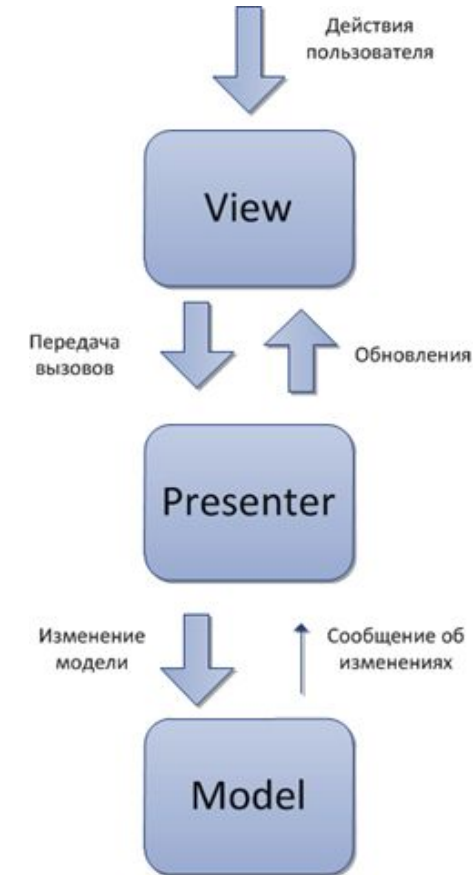 Действия
пользователя
View
Передача
вызовов
Обновления
Presenter
Изменение
модели
Сообщение об
изменениях
Model